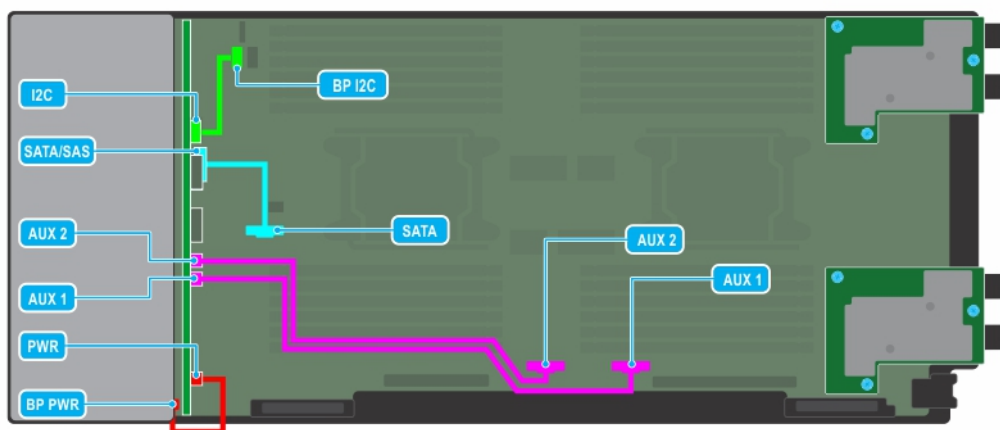 I2C
BP I2C
SATA/SAS
AUX 2
SATA
AUX 2
AUX 1
AUX 1
PWR
BP PWR